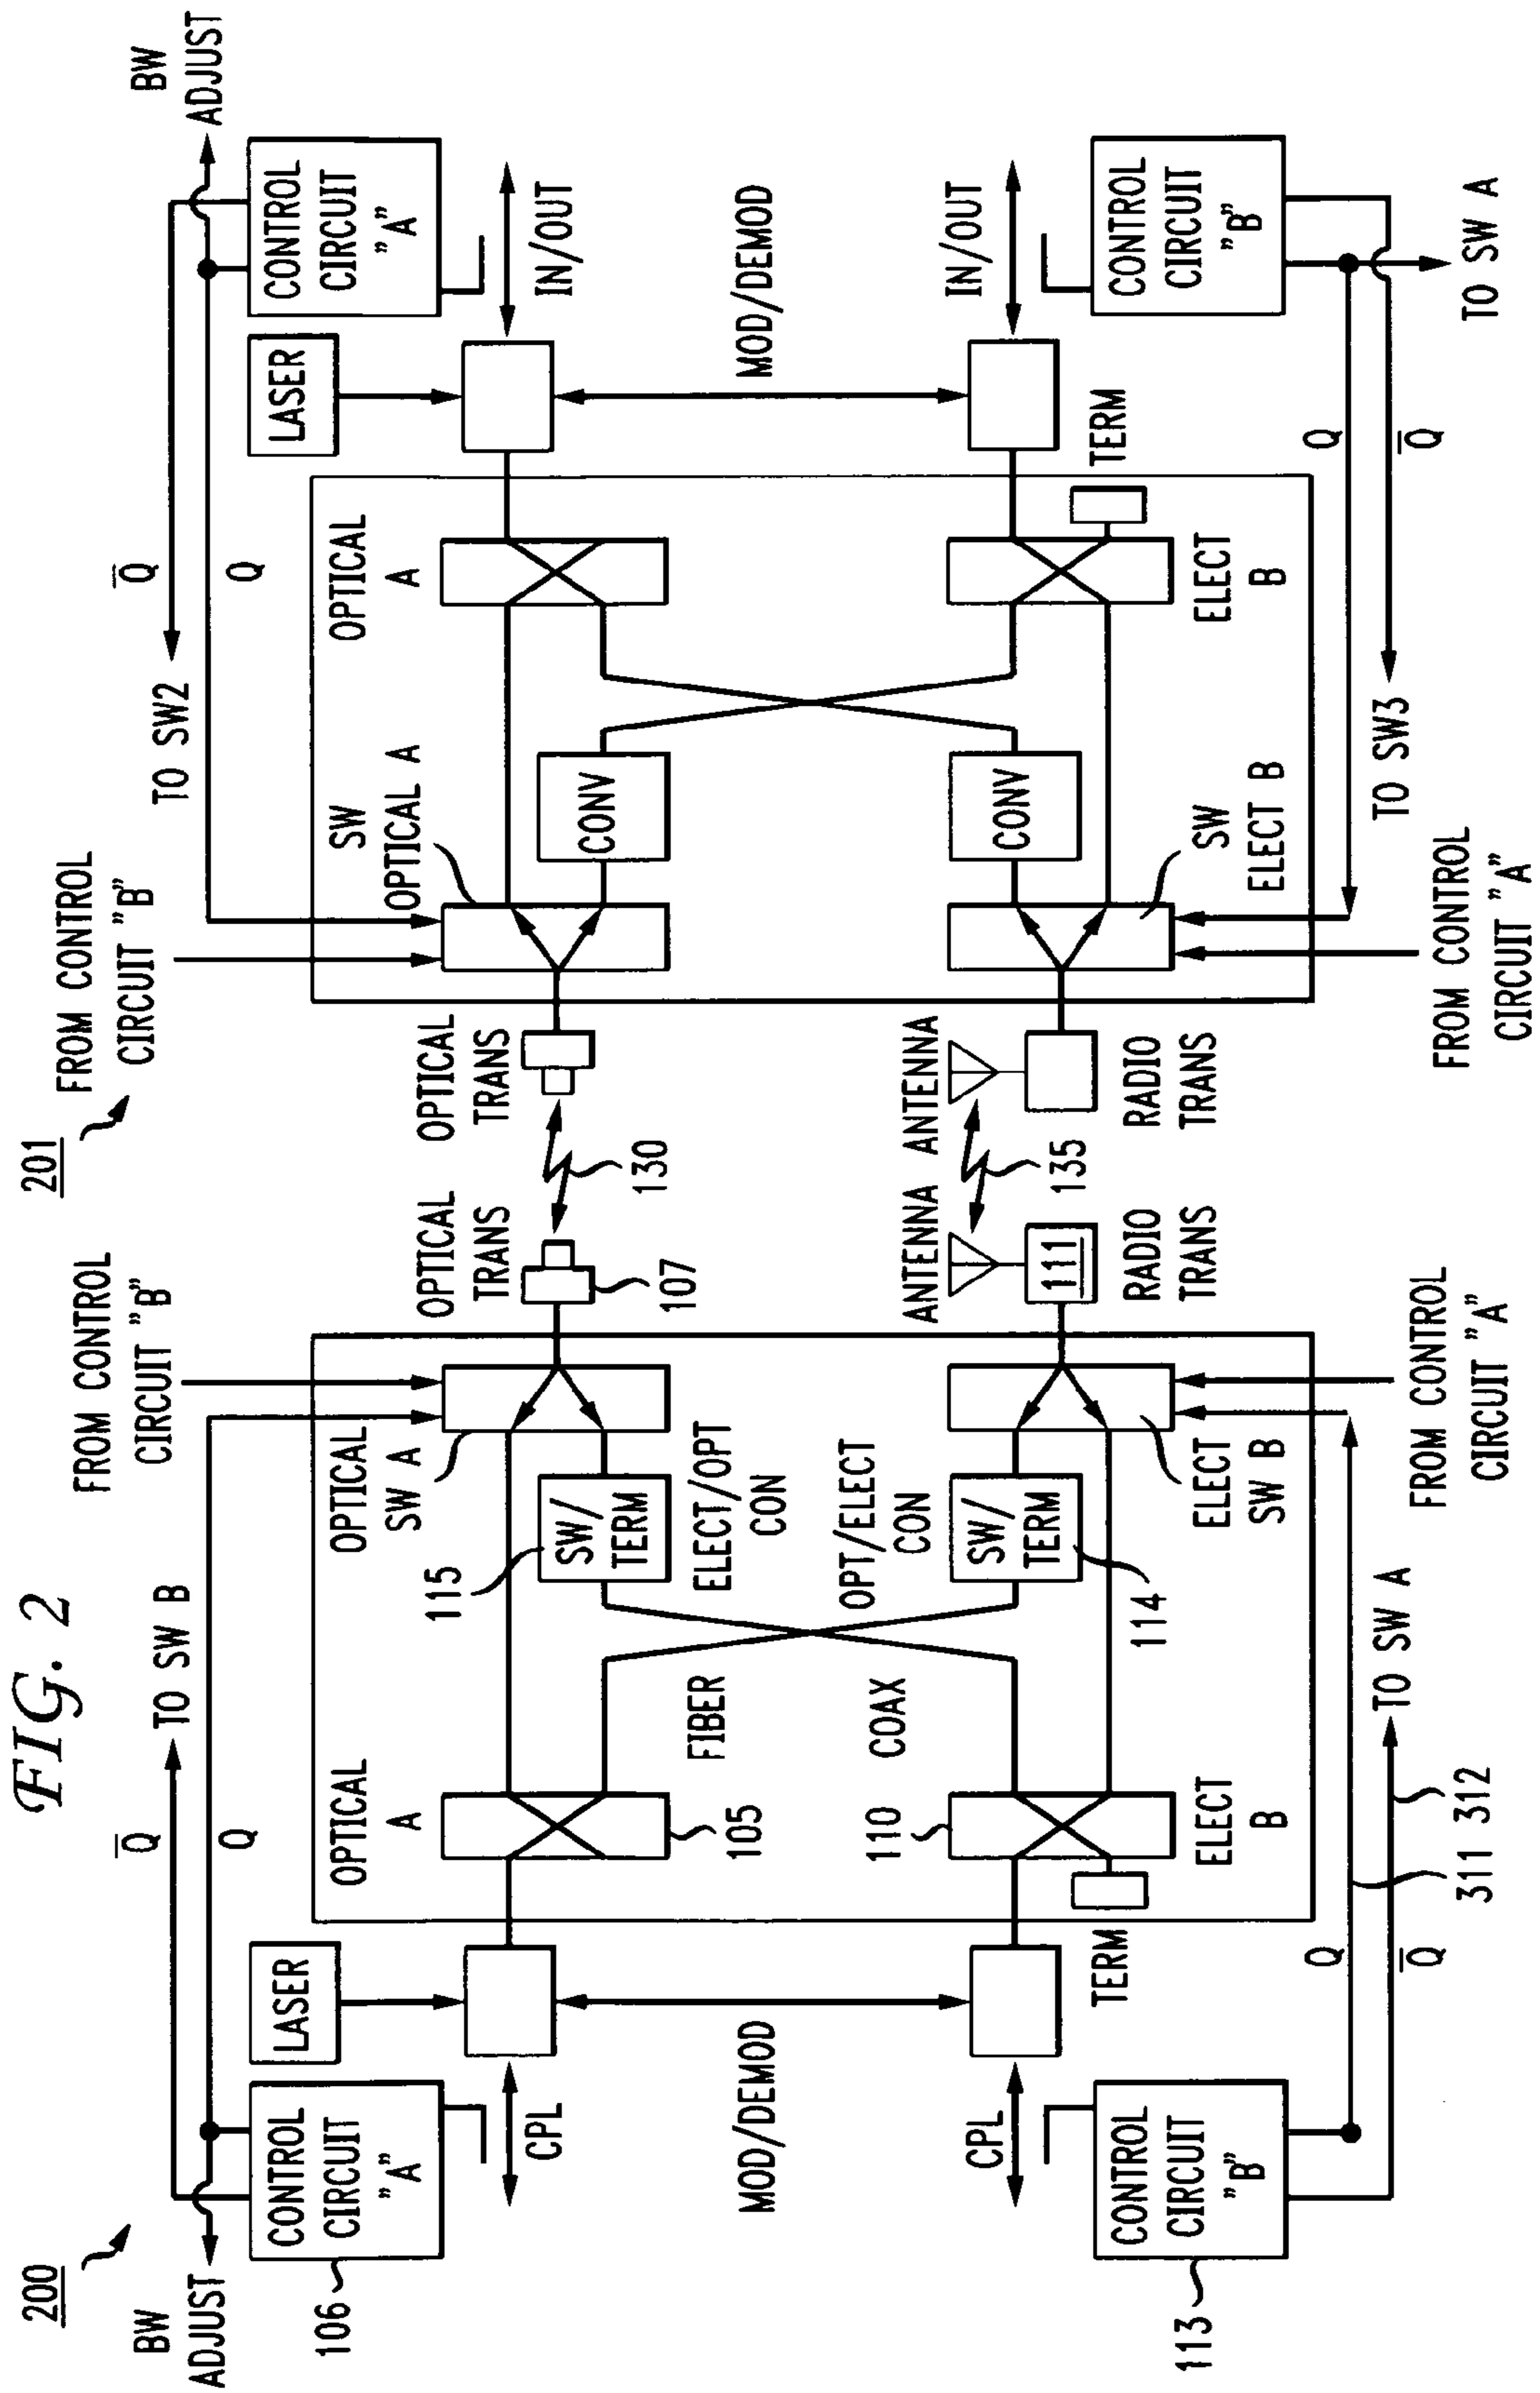 FIG. 2
200
201
BW
ADJUST
Q̅
TO SW B
Q
FROM CONTROL
CIRCUIT "B"
FROM CONTROL
CIRCUIT "B"
TO SW2
Q̅
Q
BW
ADJUST
106
CONTROL
CIRCUIT
"A"
LASER
CPL
OPTICAL
A
105
OPTICAL
SW A
115
SW/
TERM
ELECT/OPT
CON
FIBER
OPTICAL
TRANS
107
130
OPTICAL
TRANS
SW
OPTICAL A
CONV
OPTICAL
A
LASER
CONTROL
CIRCUIT
"A"
IN/OUT
MOD/DEMOD
MOD/DEMOD
CPL
113
CONTROL
CIRCUIT
"B"
TERM
110
ELECT
B
COAX
OPT/ELECT
CON
SW/
TERM
114
ELECT
SW B
ANTENNA
111
RADIO
TRANS
135
ANTENNA
RADIO
TRANS
CONV
SW
ELECT B
ELECT
B
TERM
IN/OUT
CONTROL
CIRCUIT
"B"
Q
Q̅
311
312
TO SW A
FROM CONTROL
CIRCUIT "A"
FROM CONTROL
CIRCUIT "A"
TO SW3
Q
Q̅
TO SW A